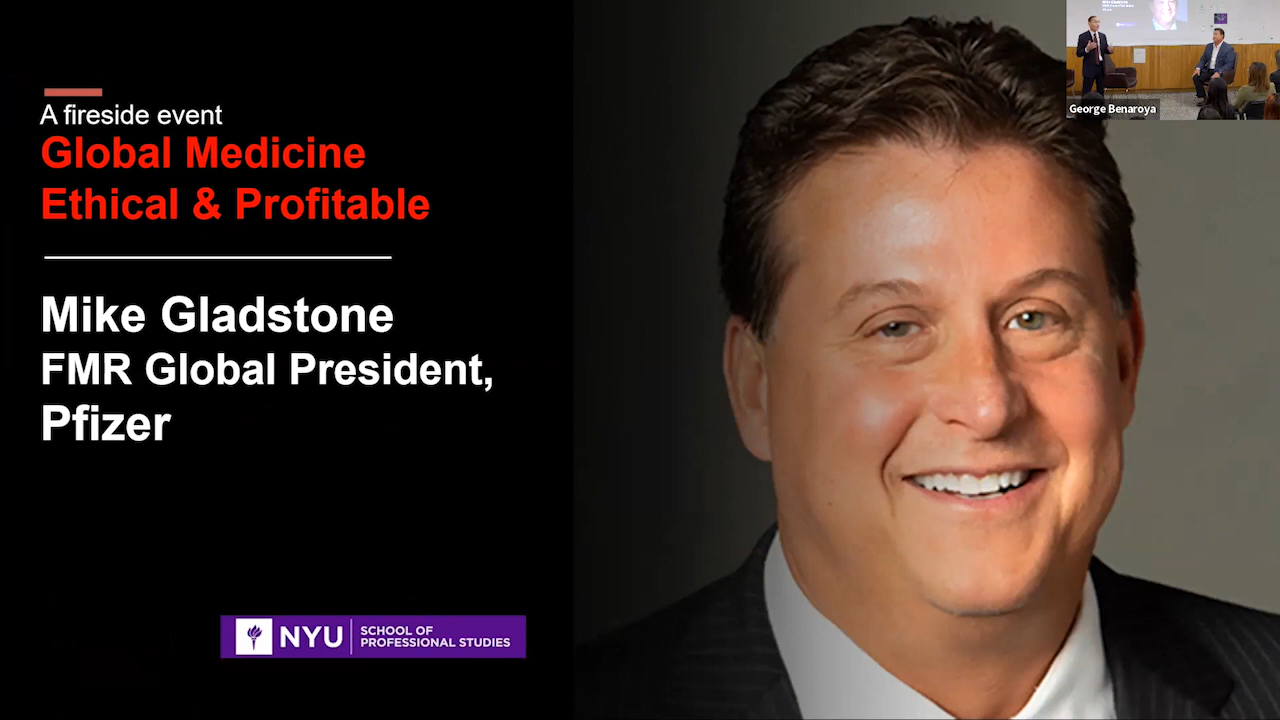 A fireside event
Global Medicine
Ethical & Profitable
Mike Gladstone
FMR Global President,
Pfizer
NYU
SCHOOL OF
PROFESSIONAL STUDIES
George Benaroya